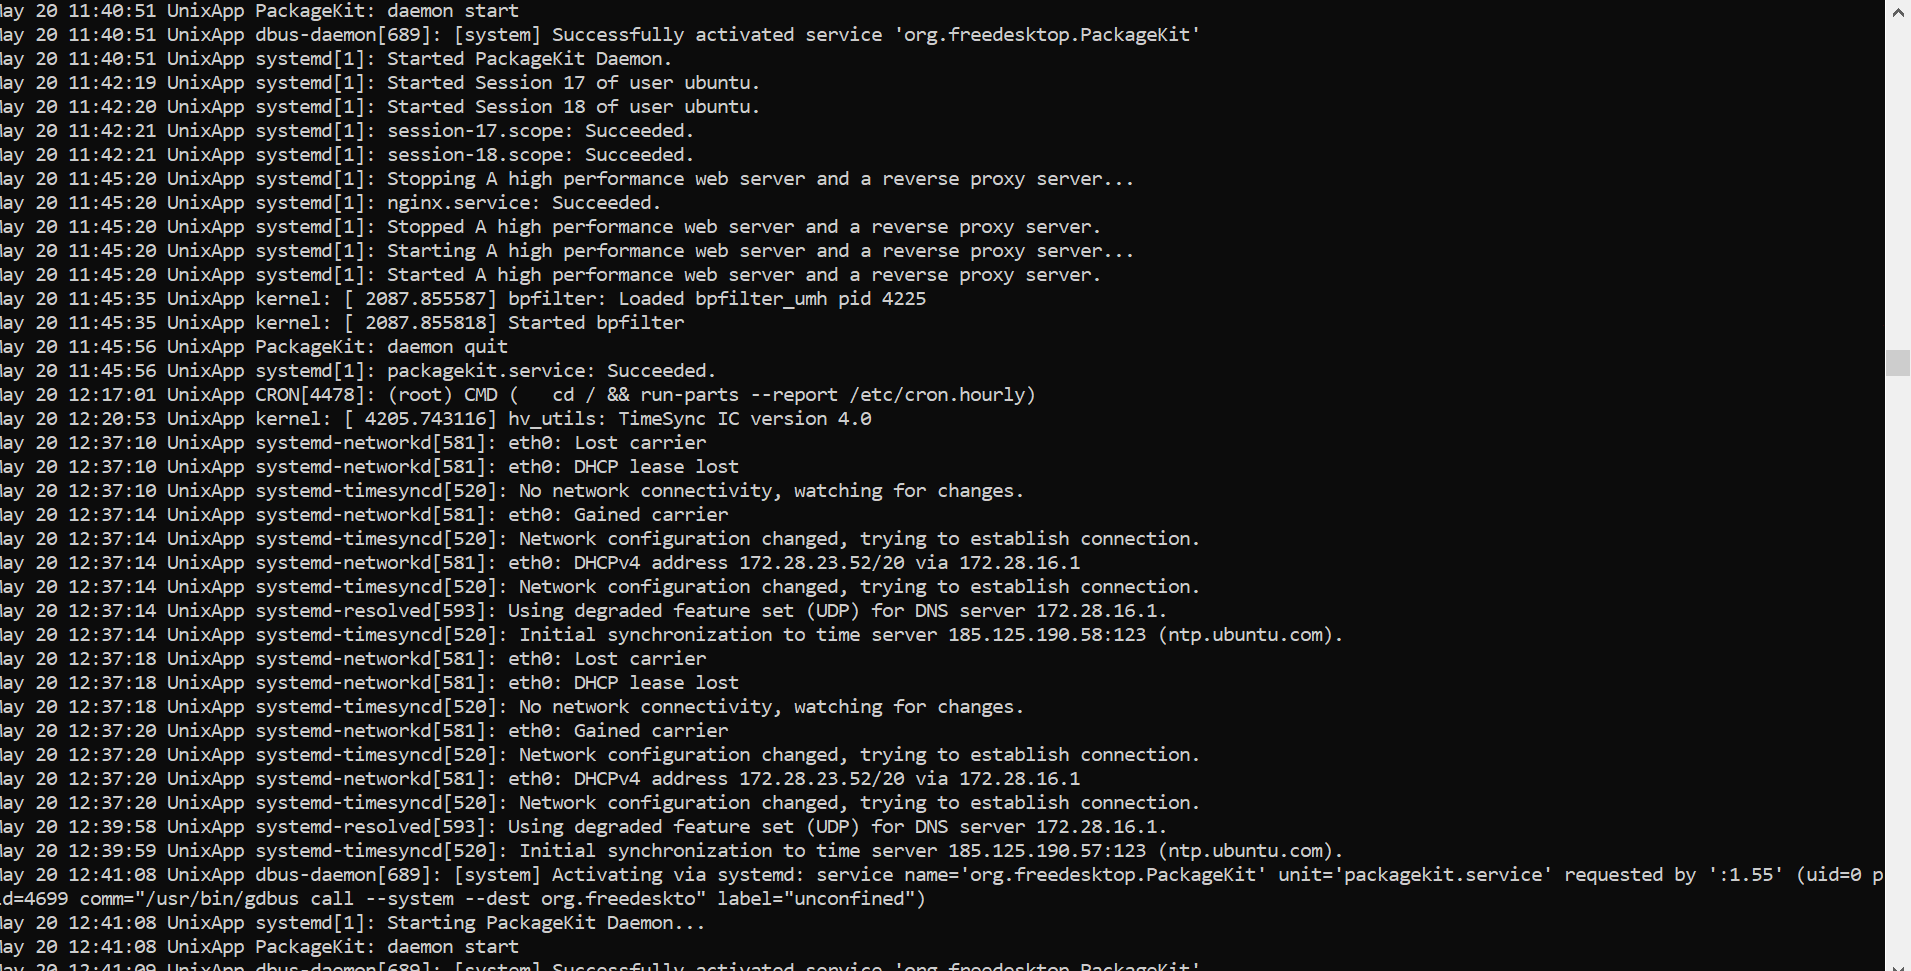 ay 20 11:40:51 UnixApp PackageKit: daemon start
ay 20 11:40:51 UnixApp dbus-daemon[689]: [system] Successfully activated service 'org.freedesktop.PackageKit'
ay 20 11:40:51 UnixApp systemd[1]: Started PackageKit Daemon.
ay 20 11:42:19 UnixApp systemd[1]: Started Session 17 of user ubuntu.
ay 20 11:42:20 UnixApp systemd[1]: Started Session 18 of user ubuntu.
ay 20 11:42:21 UnixApp systemd[1]: session-17.scope: Succeeded.
ay 20 11:42:21 UnixApp systemd[1]: session-18.scope: Succeeded.
ay 20 11:45:20 UnixApp systemd[1]: Stopping A high performance web server and a reverse proxy server...
ay 20 11:45:20 UnixApp systemd[1]: nginx.service: Succeeded.
ay 20 11:45:20 UnixApp systemd[1]: Stopped A high performance web server and a reverse proxy server.
ay 20 11:45:20 UnixApp systemd[1]: Starting A high performance web server and a reverse proxy server...
ay 20 11:45:20 UnixApp systemd[1]: Started A high performance web server and a reverse proxy server.
ay 20 11:45:35 UnixApp kernel: [ 2087.855587] bpfilter: Loaded bpfilter_umh pid 4225
ay 20 11:45:35 UnixApp kernel: [ 2087.855818] Started bpfilter
ay 20 11:45:56 UnixApp PackageKit: daemon quit
ay 20 11:45:56 UnixApp systemd[1]: packagekit.service: Succeeded.
ay 20 12:17:01 UnixApp CRON[4478]: (root) CMD (   cd / && run-parts --report /etc/cron.hourly)
ay 20 12:20:53 UnixApp kernel: [ 4205.743116] hv_utils: TimeSync IC version 4.0
ay 20 12:37:10 UnixApp systemd-networkd[581]: eth0: Lost carrier
ay 20 12:37:10 UnixApp systemd-networkd[581]: eth0: DHCP lease lost
ay 20 12:37:10 UnixApp systemd-timesyncd[520]: No network connectivity, watching for changes.
ay 20 12:37:14 UnixApp systemd-networkd[581]: eth0: Gained carrier
ay 20 12:37:14 UnixApp systemd-timesyncd[520]: Network configuration changed, trying to establish connection.
ay 20 12:37:14 UnixApp systemd-networkd[581]: eth0: DHCPv4 address 172.28.23.52/20 via 172.28.16.1
ay 20 12:37:14 UnixApp systemd-timesyncd[520]: Network configuration changed, trying to establish connection.
ay 20 12:37:14 UnixApp systemd-resolved[593]: Using degraded feature set (UDP) for DNS server 172.28.16.1.
ay 20 12:37:14 UnixApp systemd-timesyncd[520]: Initial synchronization to time server 185.125.190.58:123 (ntp.ubuntu.com).
ay 20 12:37:18 UnixApp systemd-networkd[581]: eth0: Lost carrier
ay 20 12:37:18 UnixApp systemd-networkd[581]: eth0: DHCP lease lost
ay 20 12:37:18 UnixApp systemd-timesyncd[520]: No network connectivity, watching for changes.
ay 20 12:37:20 UnixApp systemd-networkd[581]: eth0: Gained carrier
ay 20 12:37:20 UnixApp systemd-timesyncd[520]: Network configuration changed, trying to establish connection.
ay 20 12:37:20 UnixApp systemd-networkd[581]: eth0: DHCPv4 address 172.28.23.52/20 via 172.28.16.1
ay 20 12:37:20 UnixApp systemd-timesyncd[520]: Network configuration changed, trying to establish connection.
ay 20 12:39:58 UnixApp systemd-resolved[593]: Using degraded feature set (UDP) for DNS server 172.28.16.1.
ay 20 12:39:59 UnixApp systemd-timesyncd[520]: Initial synchronization to time server 185.125.190.57:123 (ntp.ubuntu.com).
ay 20 12:41:08 UnixApp dbus-daemon[689]: [system] Activating via systemd: service name='org.freedesktop.PackageKit' unit='packagekit.service' requested by ':1.55' (uid=0 p
d=4699 comm="/usr/bin/gdbus call --system --dest org.freedeskto" label="unconfined")
ay 20 12:41:08 UnixApp systemd[1]: Starting PackageKit Daemon...
ay 20 12:41:08 UnixApp PackageKit: daemon start
ay 20 12:41:09 UnixApp dbus-daemon[689]: [system] Successfully activated service 'org.freedesktop.PackageKit'